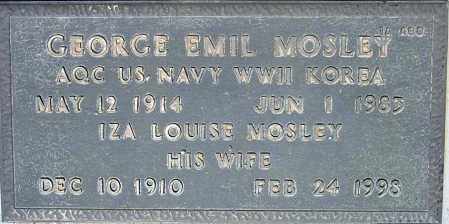 GEORGE EMIL MOSLEY
AQC US NAVY WWII KOREA
MAY 12 1914 JUN 1 1985
IZA LOUISE MOSLEY
HIS WIFE
DEC 10 1910 FEB 24 1998